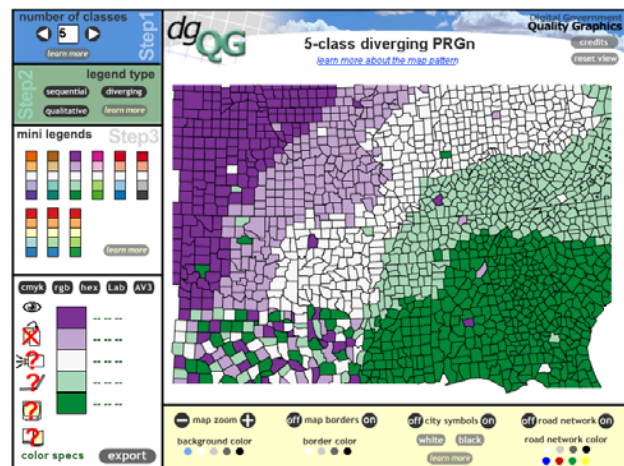 number of classes
5
learn more
Step1
dg QG
Digital Government
Quality Graphics
credits
reset view
5-class diverging PRGn
learn more about the map pattern
Step2
legend type
sequential diverging
qualitative learn more
mini legends Step3
learn more
cmyk rgb hex Lab AV3
-- -- --
-- -- --
-- -- --
-- -- --
-- -- --
?
?
?
?
color specs export
map zoom
off map borders on
off city symbols on
off road network on
background color
border color
white black
learn more
road network color